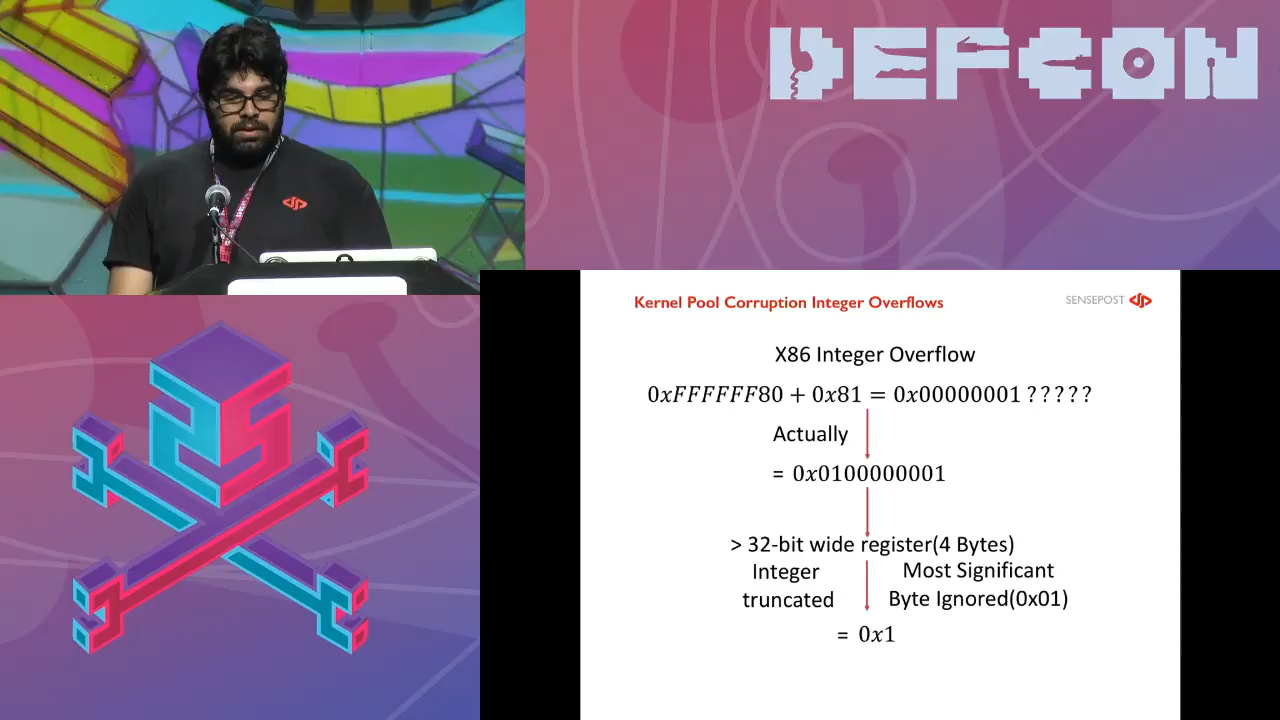 DEFCON
Kernel Pool Corruption Integer Overflows
SENSEPOST
X86 Integer Overflow
0xFFFFFF80 + 0x81 = 0x00000001 ?????
Actually
= 0x0100000001
> 32-bit wide register(4 Bytes)
Integer
truncated
Most Significant
Byte Ignored(0x01)
= 0x1